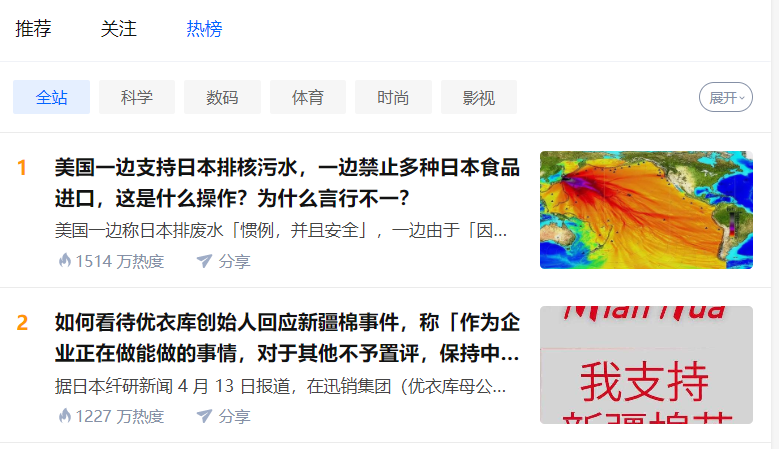 推荐 关注 热榜
全站 科学 数码 体育 时尚 影视 展开
1 美国一边支持日本排核污水，一边禁止多种日本食品
进口，这是什么操作？为什么言行不一？
美国一边称日本排废水「惯例，并且安全」，一边由于「因...
1514 万热度 分享
2 如何看待优衣库创始人回应新疆棉事件，称「作为企
业正在做能做的事情，对于其他不予置评，保持中...
据日本纤研新闻 4 月 13 日报道，在迅销集团（优衣库母公...
1227 万热度 分享
Mian Hua
我支持
新疆棉花